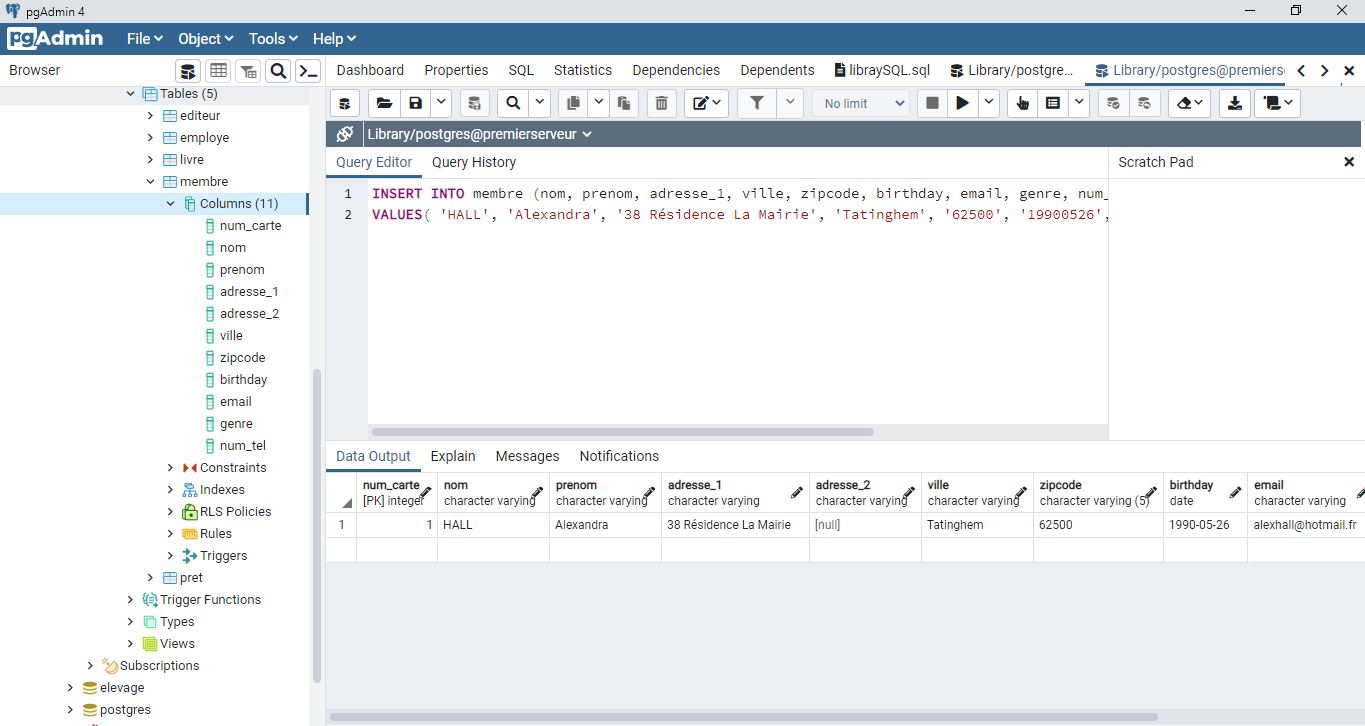 pgAdmin 4
pgAdmin File Object Tools Help
Browser
Dashboard Properties SQL Statistics Dependencies Dependents libraySQL.sql Library/postgre... Library/postgres@premiers
No limit
Library/postgres@premierserveur
Query Editor Query History
Scratch Pad
1 INSERT INTO membre (nom, prenom, adresse_1, ville, zipcode, birthday, email, genre, num_
2 VALUES( 'HALL', 'Alexandra', '38 Résidence La Mairie', 'Tatinghem', '62500', '19900526',
Tables (5)
editeur
employe
livre
membre
Columns (11)
num_carte
nom
prenom
adresse_1
adresse_2
ville
zipcode
birthday
email
genre
num_tel
Constraints
Indexes
RLS Policies
Rules
Triggers
pret
Trigger Functions
Types
Views
Subscriptions
elevage
postgres
Data Output Explain Messages Notifications
num_carte nom prenom adresse_1 adresse_2 ville zipcode birthday email
[PK] integer character varying character varying character varying character varying character varying character varying (5) date character varying
1 1 HALL Alexandra 38 Résidence La Mairie [null] Tatinghem 62500 1990-05-26 alexhall@hotmail.fr